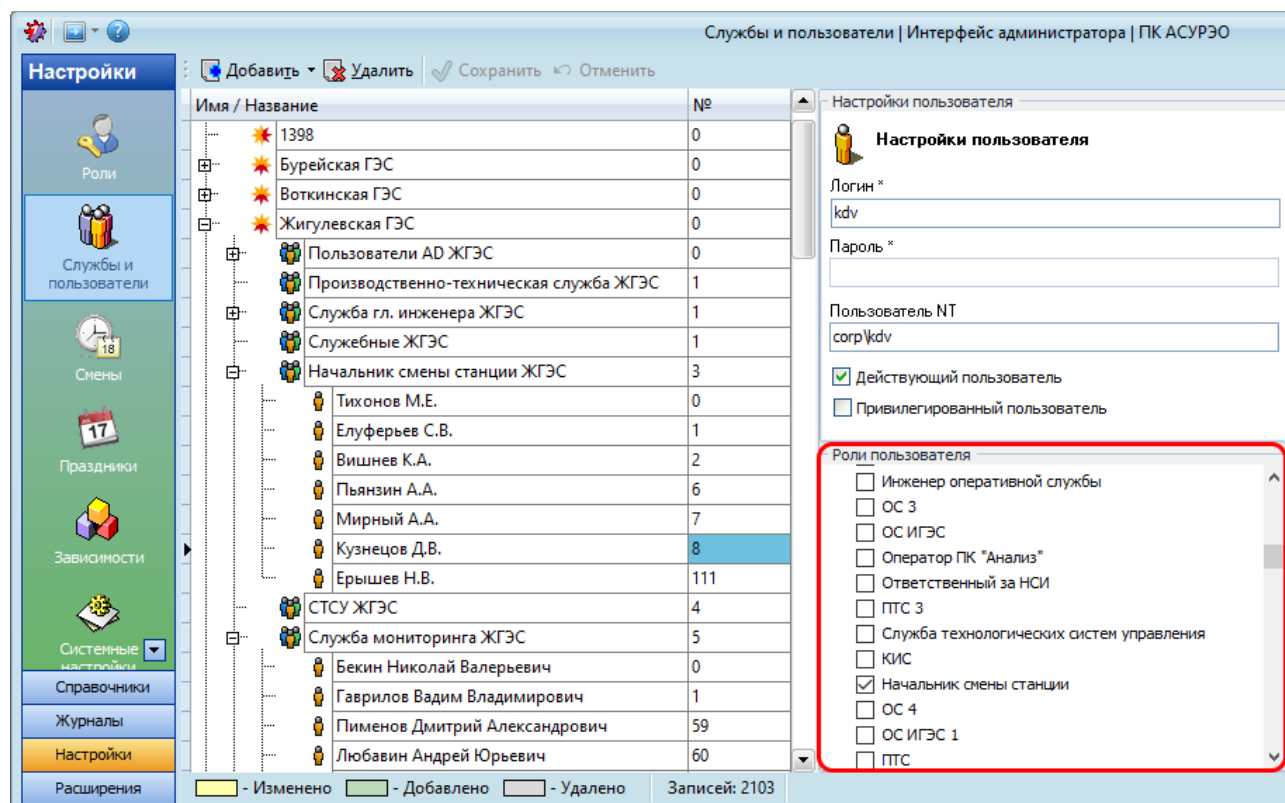 Службы и пользователи | Интерфейс администратора | ПК АСУРЭО
Настройки
Добавить
Удалить
Сохранить
Отменить
Роли
Службы и
пользователи
Смены
Праздники
Зависимости
Системные
настройки
Справочники
Журналы
Настройки
Расширения
Имя / Название №
1398 0
Бурейская ГЭС 0
Воткинская ГЭС 0
Жигулевская ГЭС 0
Пользователи AD ЖГЭС 0
Производственно-техническая служба ЖГЭС 1
Служба гл. инженера ЖГЭС 1
Служебные ЖГЭС 1
Начальник смены станции ЖГЭС 3
Тихонов М.Е. 0
Елуферьев С.В. 1
Вишнев К.А. 2
Пьянзин А.А. 6
Мирный А.А. 7
Кузнецов Д.В. 8
Ерышев Н.В. 111
СТСУ ЖГЭС 4
Служба мониторинга ЖГЭС 5
Бекин Николай Валерьевич 0
Гаврилов Вадим Владимирович 1
Пименов Дмитрий Александрович 59
Любавин Андрей Юрьевич 60
- Изменено - Добавлено - Удалено Записей: 2103
Настройки пользователя
Настройки пользователя
Логин *
kdv
Пароль *
Пользователь NT
corp\kdv
Действующий пользователь
Привилегированный пользователь
Роли пользователя
Инженер оперативной службы
ОС 3
ОС ИГЭС
Оператор ПК "Анализ"
Ответственный за НСИ
ПТС 3
Служба технологических систем управления
КИС
Начальник смены станции
ОС 4
ОС ИГЭС 1
ПТС
18
17